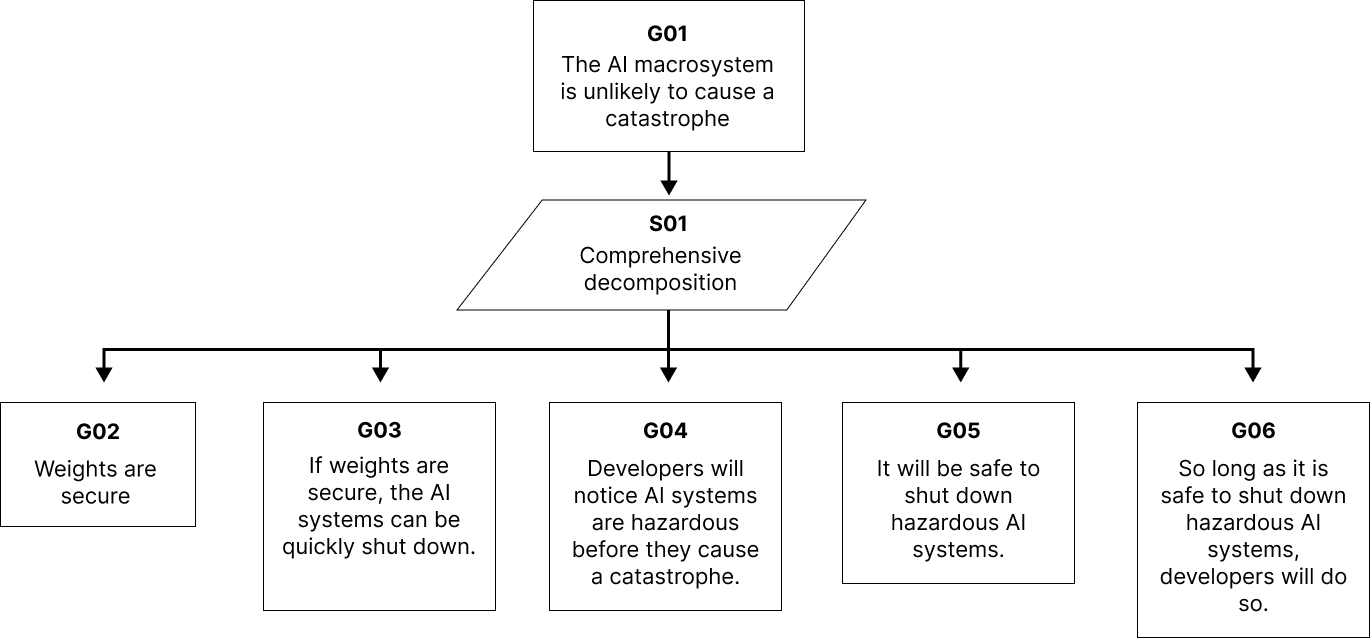 G01
The AI macrosystem
is unlikely to cause a
catastrophe
S01
Comprehensive
decomposition
G02
Weights are
secure
G03
If weights are
secure, the AI
systems can be
quickly shut down.
G04
Developers will
notice AI systems
are hazardous
before they cause
a catastrophe.
G05
It will be safe to
shut down
hazardous AI
systems.
G06
So long as it is
safe to shut down
hazardous AI
systems,
developers will do
so.